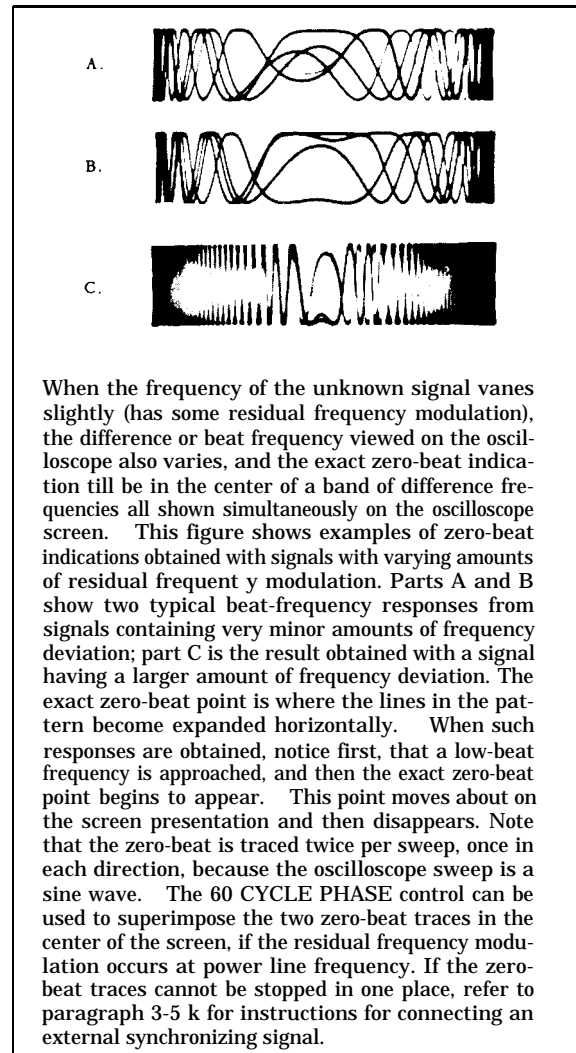 A.
B.
C.
When the frequency of the unknown signal vanes
slightly (has some residual frequency modulation),
the difference or beat frequency viewed on the oscil-
loscope also varies, and the exact zero-beat indica-
tion till be in the center of a band of difference fre-
quencies all shown simultaneously on the oscilloscope
screen. This figure shows examples of zero-beat
indications obtained with signals with varying amounts
of residual frequent y modulation. Parts A and B
show two typical beat-frequency responses from
signals containing very minor amounts of frequency
deviation; part C is the result obtained with a signal
having a larger amount of frequency deviation. The
exact zero-beat point is where the lines in the pat-
tern become expanded horizontally. When such
responses are obtained, notice first, that a low-beat
frequency is approached, and then the exact zero-beat
point begins to appear. This point moves about on
the screen presentation and then disappears. Note
that the zero-beat is traced twice per sweep, once in
each direction, because the oscilloscope sweep is a
sine wave. The 60 CYCLE PHASE control can be
used to superimpose the two zero-beat traces in the
center of the screen, if the residual frequency modu-
lation occurs at power line frequency. If the zero-
beat traces cannot be stopped in one place, refer to
paragraph 3-5 k for instructions for connecting an
external synchronizing signal.